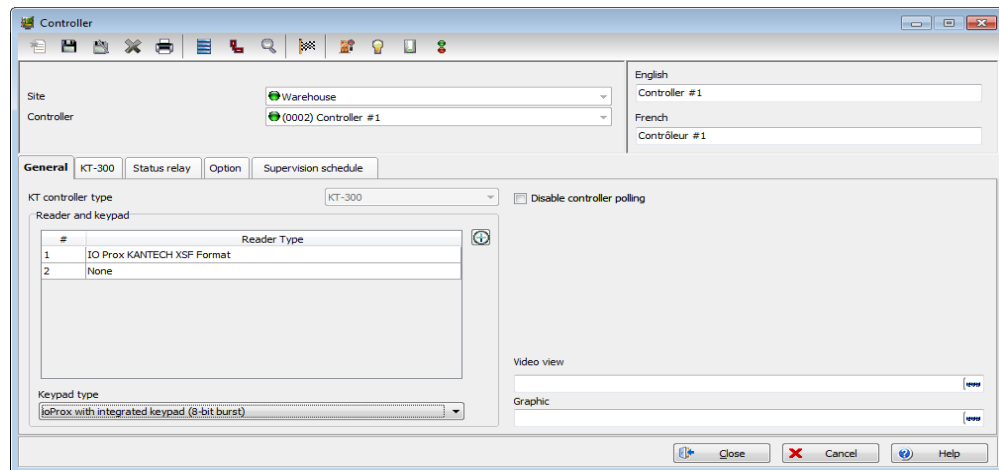 Controller
English
Site
Warehouse
Controller #1
Controller
(0002) Controller #1
French
Contrôleur #1
General
KT-300
Status relay
Option
Supervision schedule
KT controller type
KT-300
Disable controller polling
Reader and keypad
# Reader Type
1 IO Prox KANTECH XSF Format
2 None
Video view
Keypad type
ioProx with integrated keypad (8-bit burst)
Graphic
Close
Cancel
Help